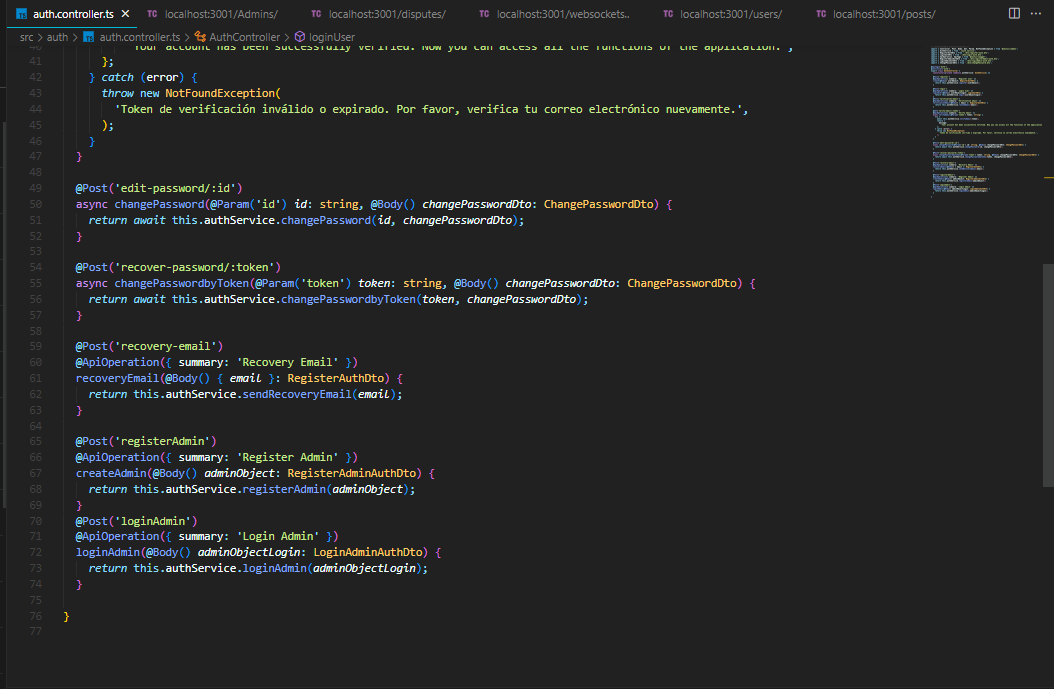 TS auth.controller.ts ×
TC localhost:3001/Admins/
TC localhost:3001/disputes/
TC localhost:3001/websockets..
TC localhost:3001/users/
TC localhost:3001/posts/
src > auth > TS auth.controller.ts > AuthController > loginUser
40 'Your account has been successfully verified. Now you can access all the functions of the application.',
41 };
42 } catch (error) {
43 throw new NotFoundException(
44 'Token de verificación inválido o expirado. Por favor, verifica tu correo electrónico nuevamente.',
45 );
46 }
47 }
48
49 @Post('edit-password/:id')
50 async changePassword(@Param('id') id: string, @Body() changePasswordDto: ChangePasswordDto) {
51 return await this.authService.changePassword(id, changePasswordDto);
52 }
53
54 @Post('recover-password/:token')
55 async changePasswordbyToken(@Param('token') token: string, @Body() changePasswordDto: ChangePasswordDto) {
56 return await this.authService.changePasswordbyToken(token, changePasswordDto);
57 }
58
59 @Post('recovery-email')
60 @ApiOperation({ summary: 'Recovery Email' })
61 recoveryEmail(@Body() { email }: RegisterAuthDto) {
62 return this.authService.sendRecoveryEmail(email);
63 }
64
65 @Post('registerAdmin')
66 @ApiOperation({ summary: 'Register Admin' })
67 createAdmin(@Body() adminObject: RegisterAdminAuthDto) {
68 return this.authService.registerAdmin(adminObject);
69 }
70 @Post('loginAdmin')
71 @ApiOperation({ summary: 'Login Admin' })
72 loginAdmin(@Body() adminObjectLogin: LoginAdminAuthDto) {
73 return this.authService.loginAdmin(adminObjectLogin);
74 }
75
76 }
77